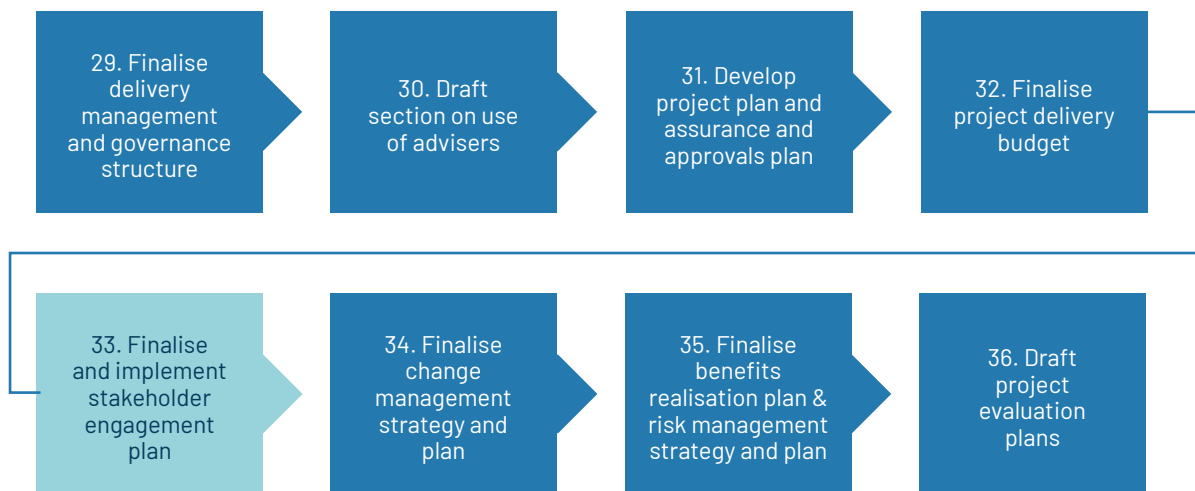 29. Finalise
delivery
management
and governance
structure
30. Draft
section on use
of advisers
31. Develop
project plan and
assurance and
approvals plan
32. Finalise
project delivery
budget
33. Finalise
and implement
stakeholder
engagement
plan
34. Finalise
change
management
strategy and
plan
35. Finalise
benefits
realisation plan &
risk management
strategy and plan
36. Draft
project
evaluation
plans